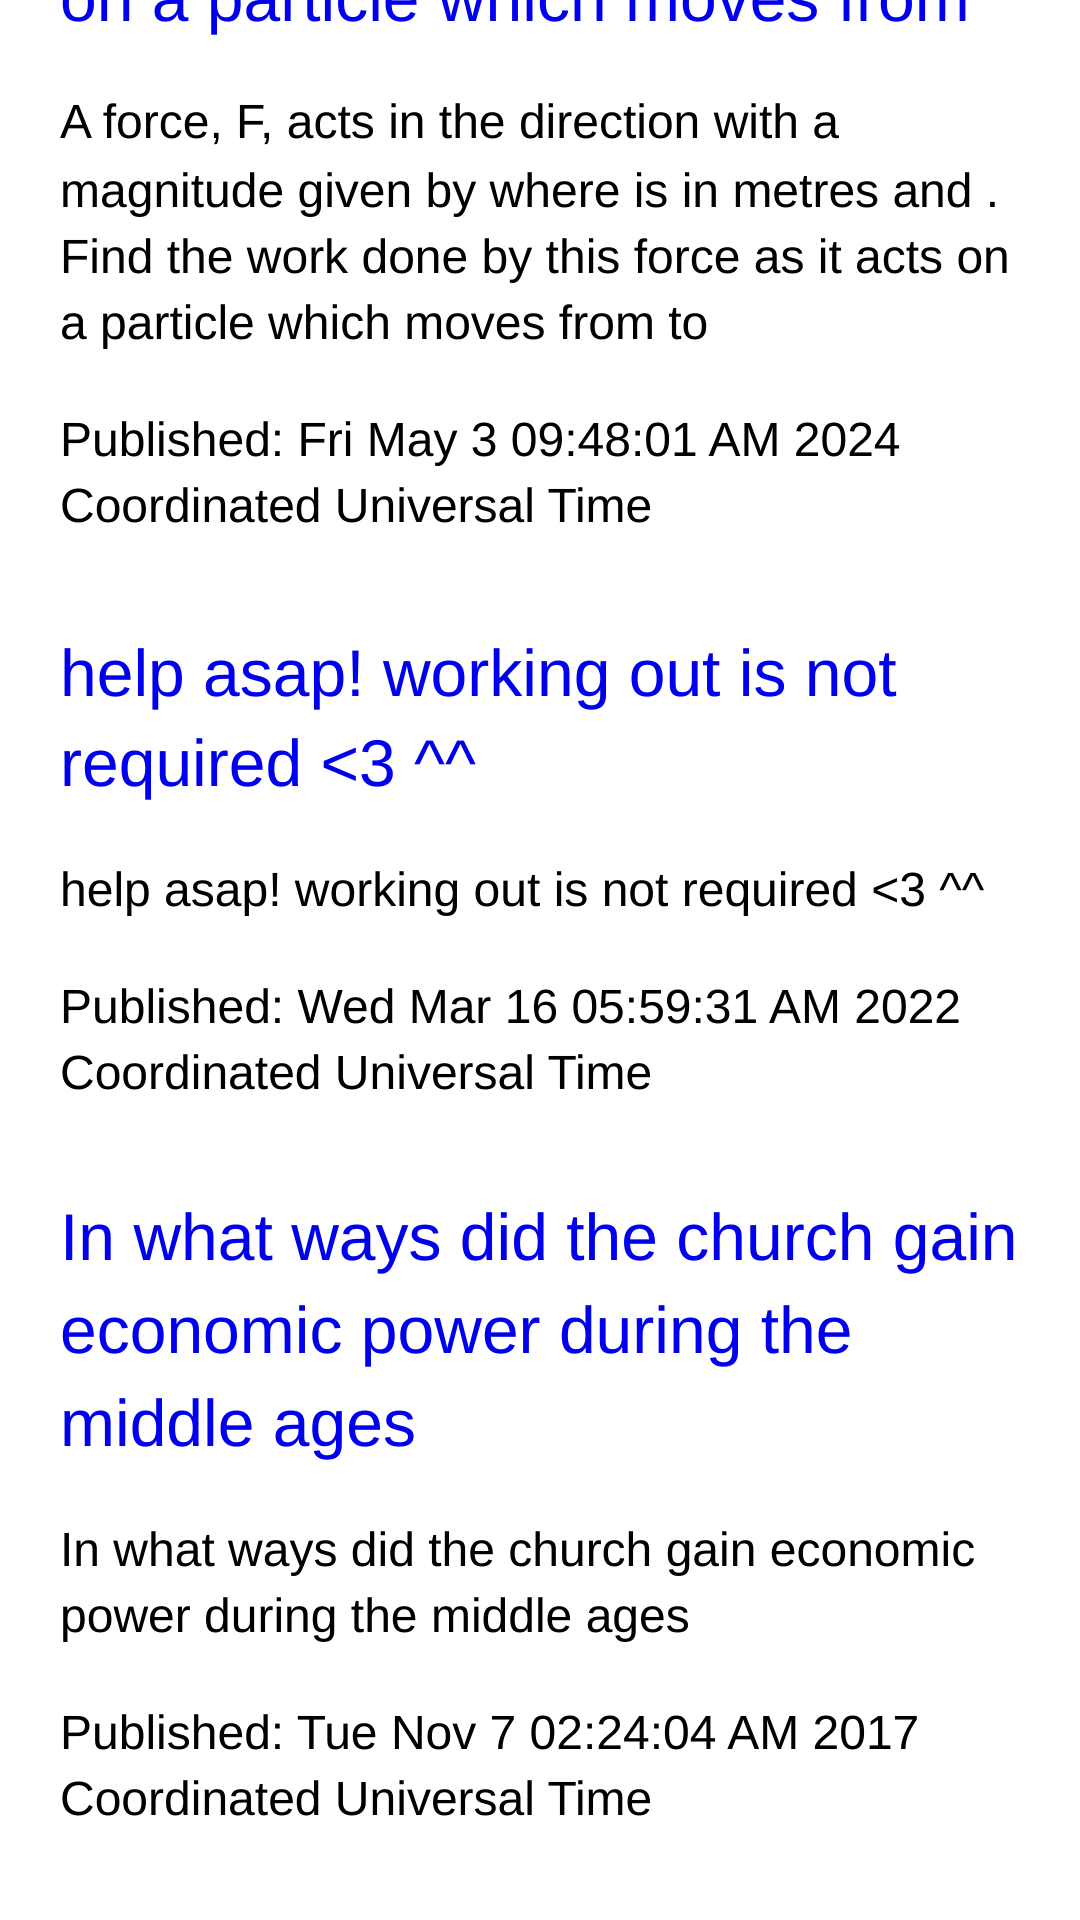 on a particle which moves from
A force, F, acts in the direction with a
magnitude given by where is in metres and .
Find the work done by this force as it acts on
a particle which moves from to
Published: Fri May 3 09:48:01 AM 2024
Coordinated Universal Time
help asap! working out is not
required <3 ^^
help asap! working out is not required <3 ^^
Published: Wed Mar 16 05:59:31 AM 2022
Coordinated Universal Time
In what ways did the church gain
economic power during the
middle ages
In what ways did the church gain economic
power during the middle ages
Published: Tue Nov 7 02:24:04 AM 2017
Coordinated Universal Time